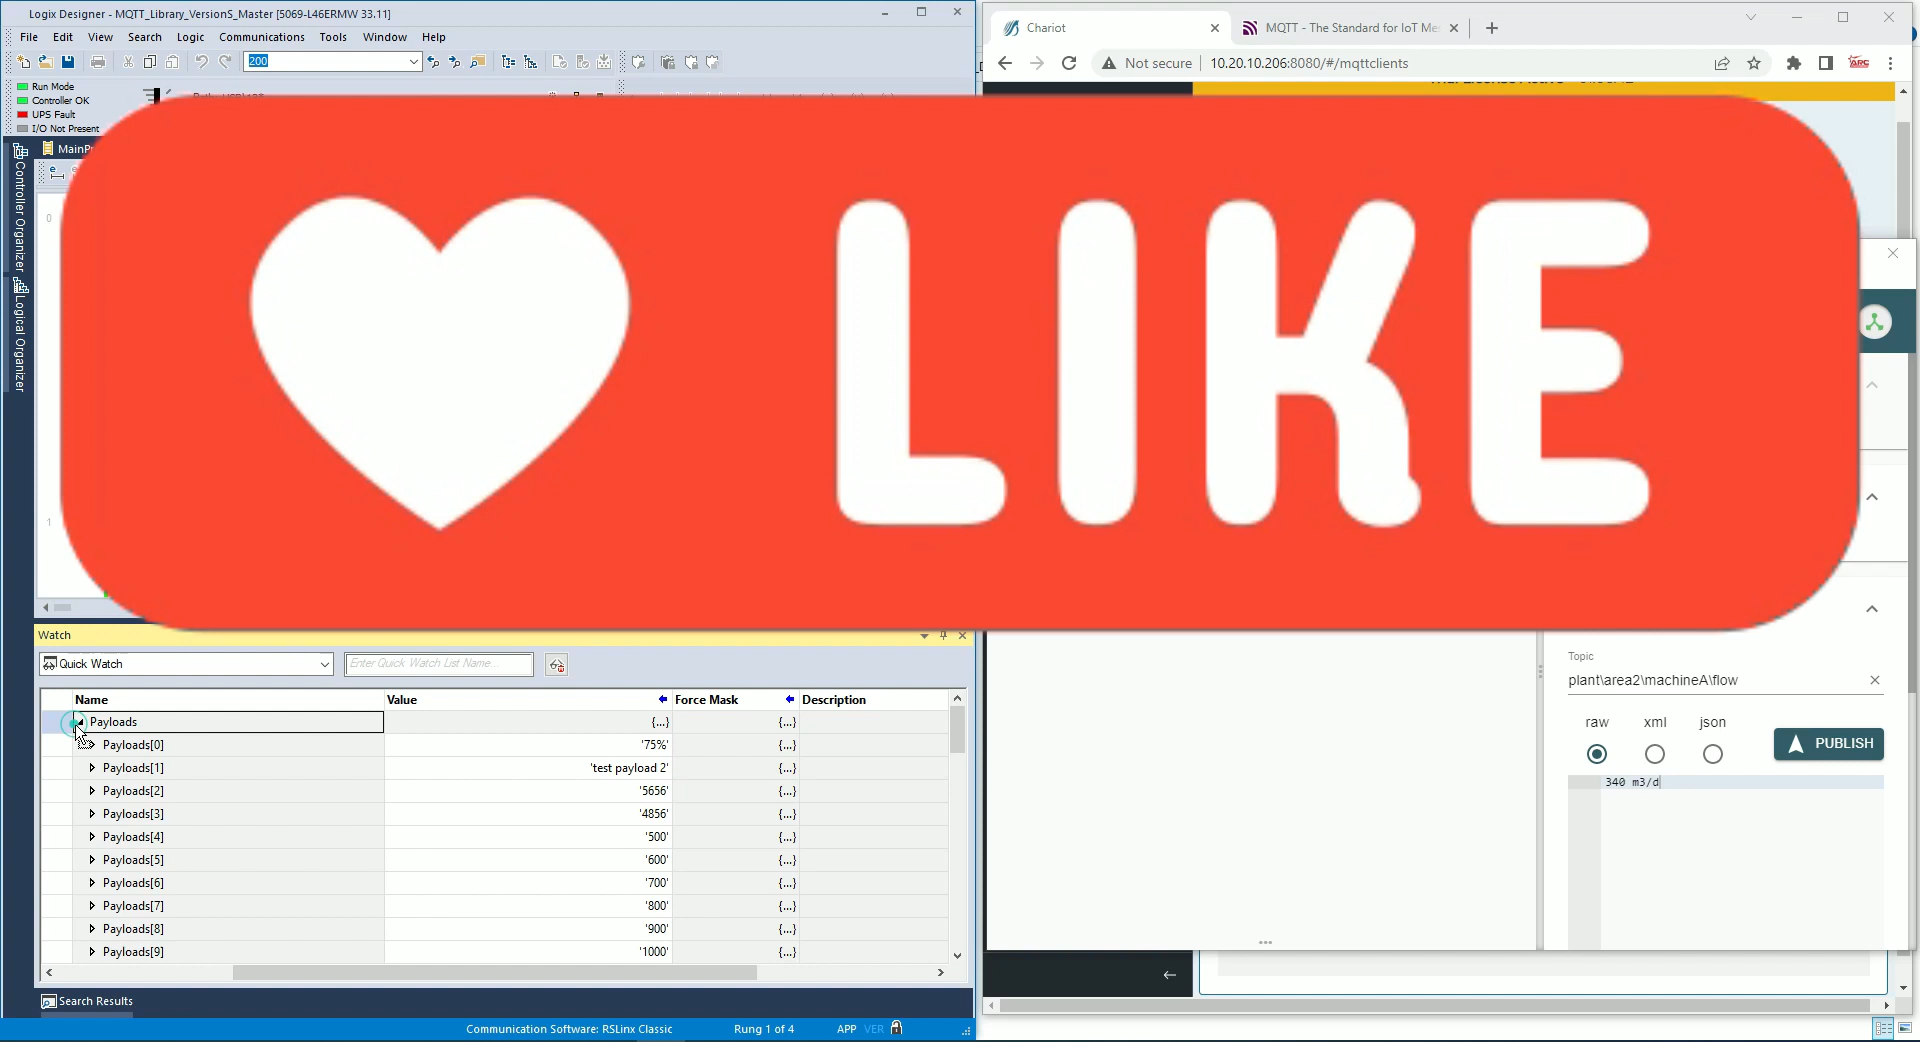 Logix Designer - MQTT_Library_VersionS_Master [5069-L46ERMW 33.11]
File Edit View Search Logic Communications Tools Window Help
200
Run Mode
Controller OK
UPS Fault
I/O Not Present
Controller Organizer
Logical Organizer
0
1
Chariot
MQTT - The Standard for IoT Me
Not secure
10.20.10.206:8080/#/mqttclients
LIKE
Watch
Quick Watch
Enter Quick Watch List Name...
Name Value Force Mask Description
Payloads {...} {...}
Payloads[0] '75%' {...}
Payloads[1] 'test payload 2' {...}
Payloads[2] '5656' {...}
Payloads[3] '4856' {...}
Payloads[4] '500' {...}
Payloads[5] '600' {...}
Payloads[6] '700' {...}
Payloads[7] '800' {...}
Payloads[8] '900' {...}
Payloads[9] '1000' {...}
Search Results
Communication Software: RSLinx Classic Rung 1 of 4 APP VER
Topic
plant\area2\machineA\flow
raw xml json
PUBLISH
340 m3/d